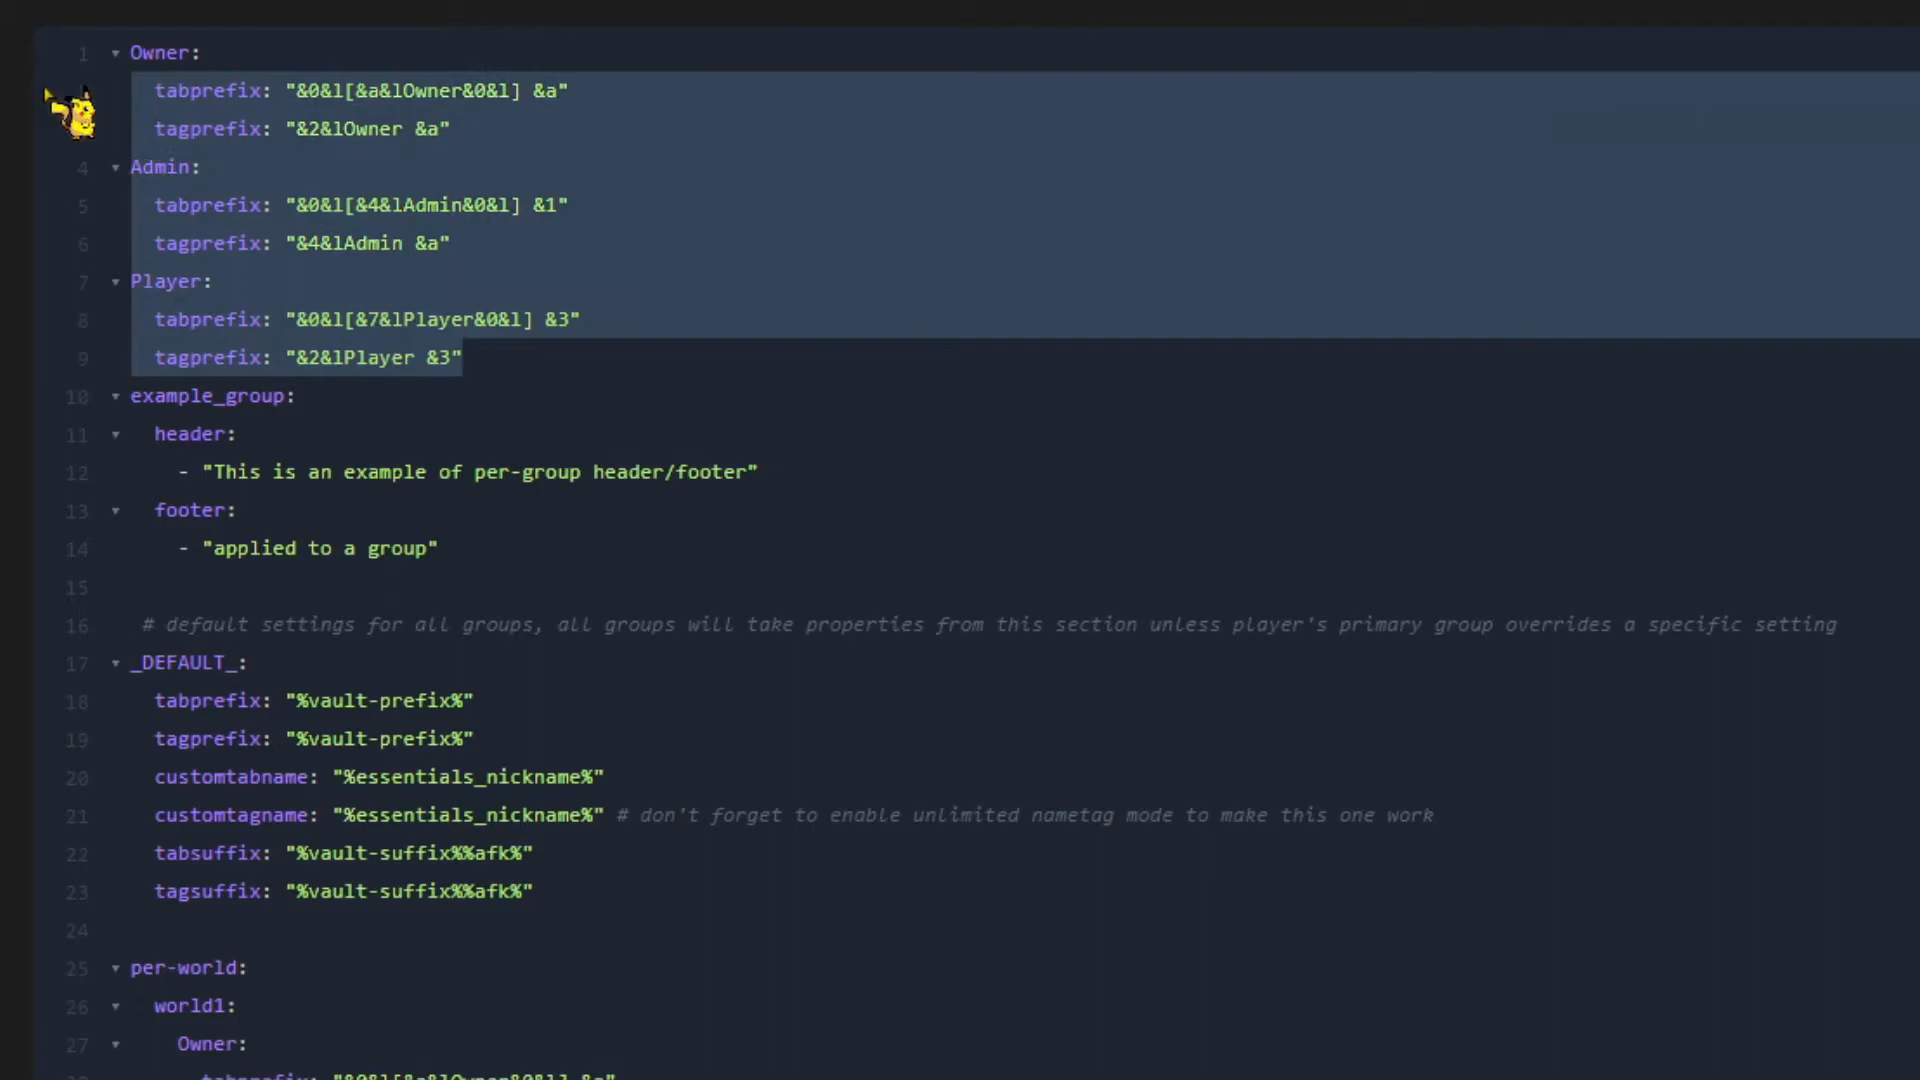 1 Owner:
tabprefix: "&0&l[&a&lOwner&0&l] &a"
tagprefix: "&2&lOwner &a"
4 Admin:
5 tabprefix: "&0&l[&4&lAdmin&0&l] &1"
6 tagprefix: "&4&lAdmin &a"
7 Player:
8 tabprefix: "&0&l[&7&lPlayer&0&l] &3"
9 tagprefix: "&2&lPlayer &3"
10 example_group:
11 header:
12 - "This is an example of per-group header/footer"
13 footer:
14 - "applied to a group"
15
16 # default settings for all groups, all groups will take properties from this section unless player's primary group overrides a specific setting
17 _DEFAULT_:
18 tabprefix: "%vault-prefix%"
19 tagprefix: "%vault-prefix%"
20 customtabname: "%essentials_nickname%"
21 customtagname: "%essentials_nickname%" # don't forget to enable unlimited nametag mode to make this one work
22 tabsuffix: "%vault-suffix%%afk%"
23 tagsuffix: "%vault-suffix%%afk%"
24
25 per-world:
26 world1:
27 Owner: